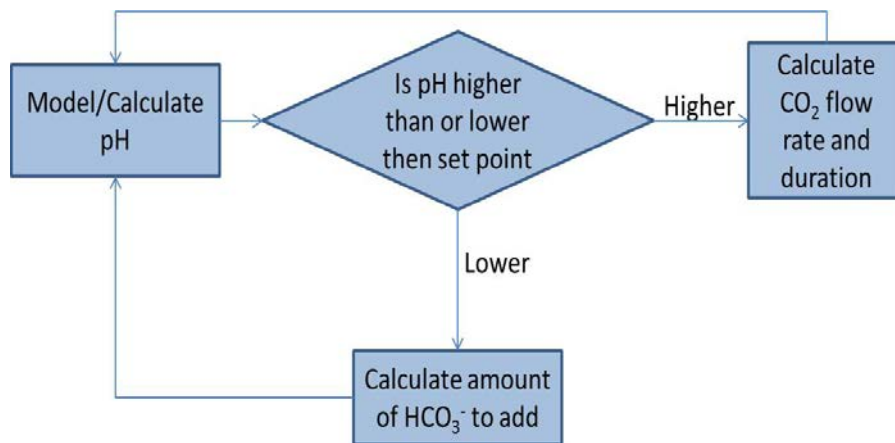 Model/Calculate
pH
Is pH higher
than or lower
then set point
Higher
Calculate
CO₂ flow
rate and
duration
Lower
Calculate amount
of HCO₃⁻ to add